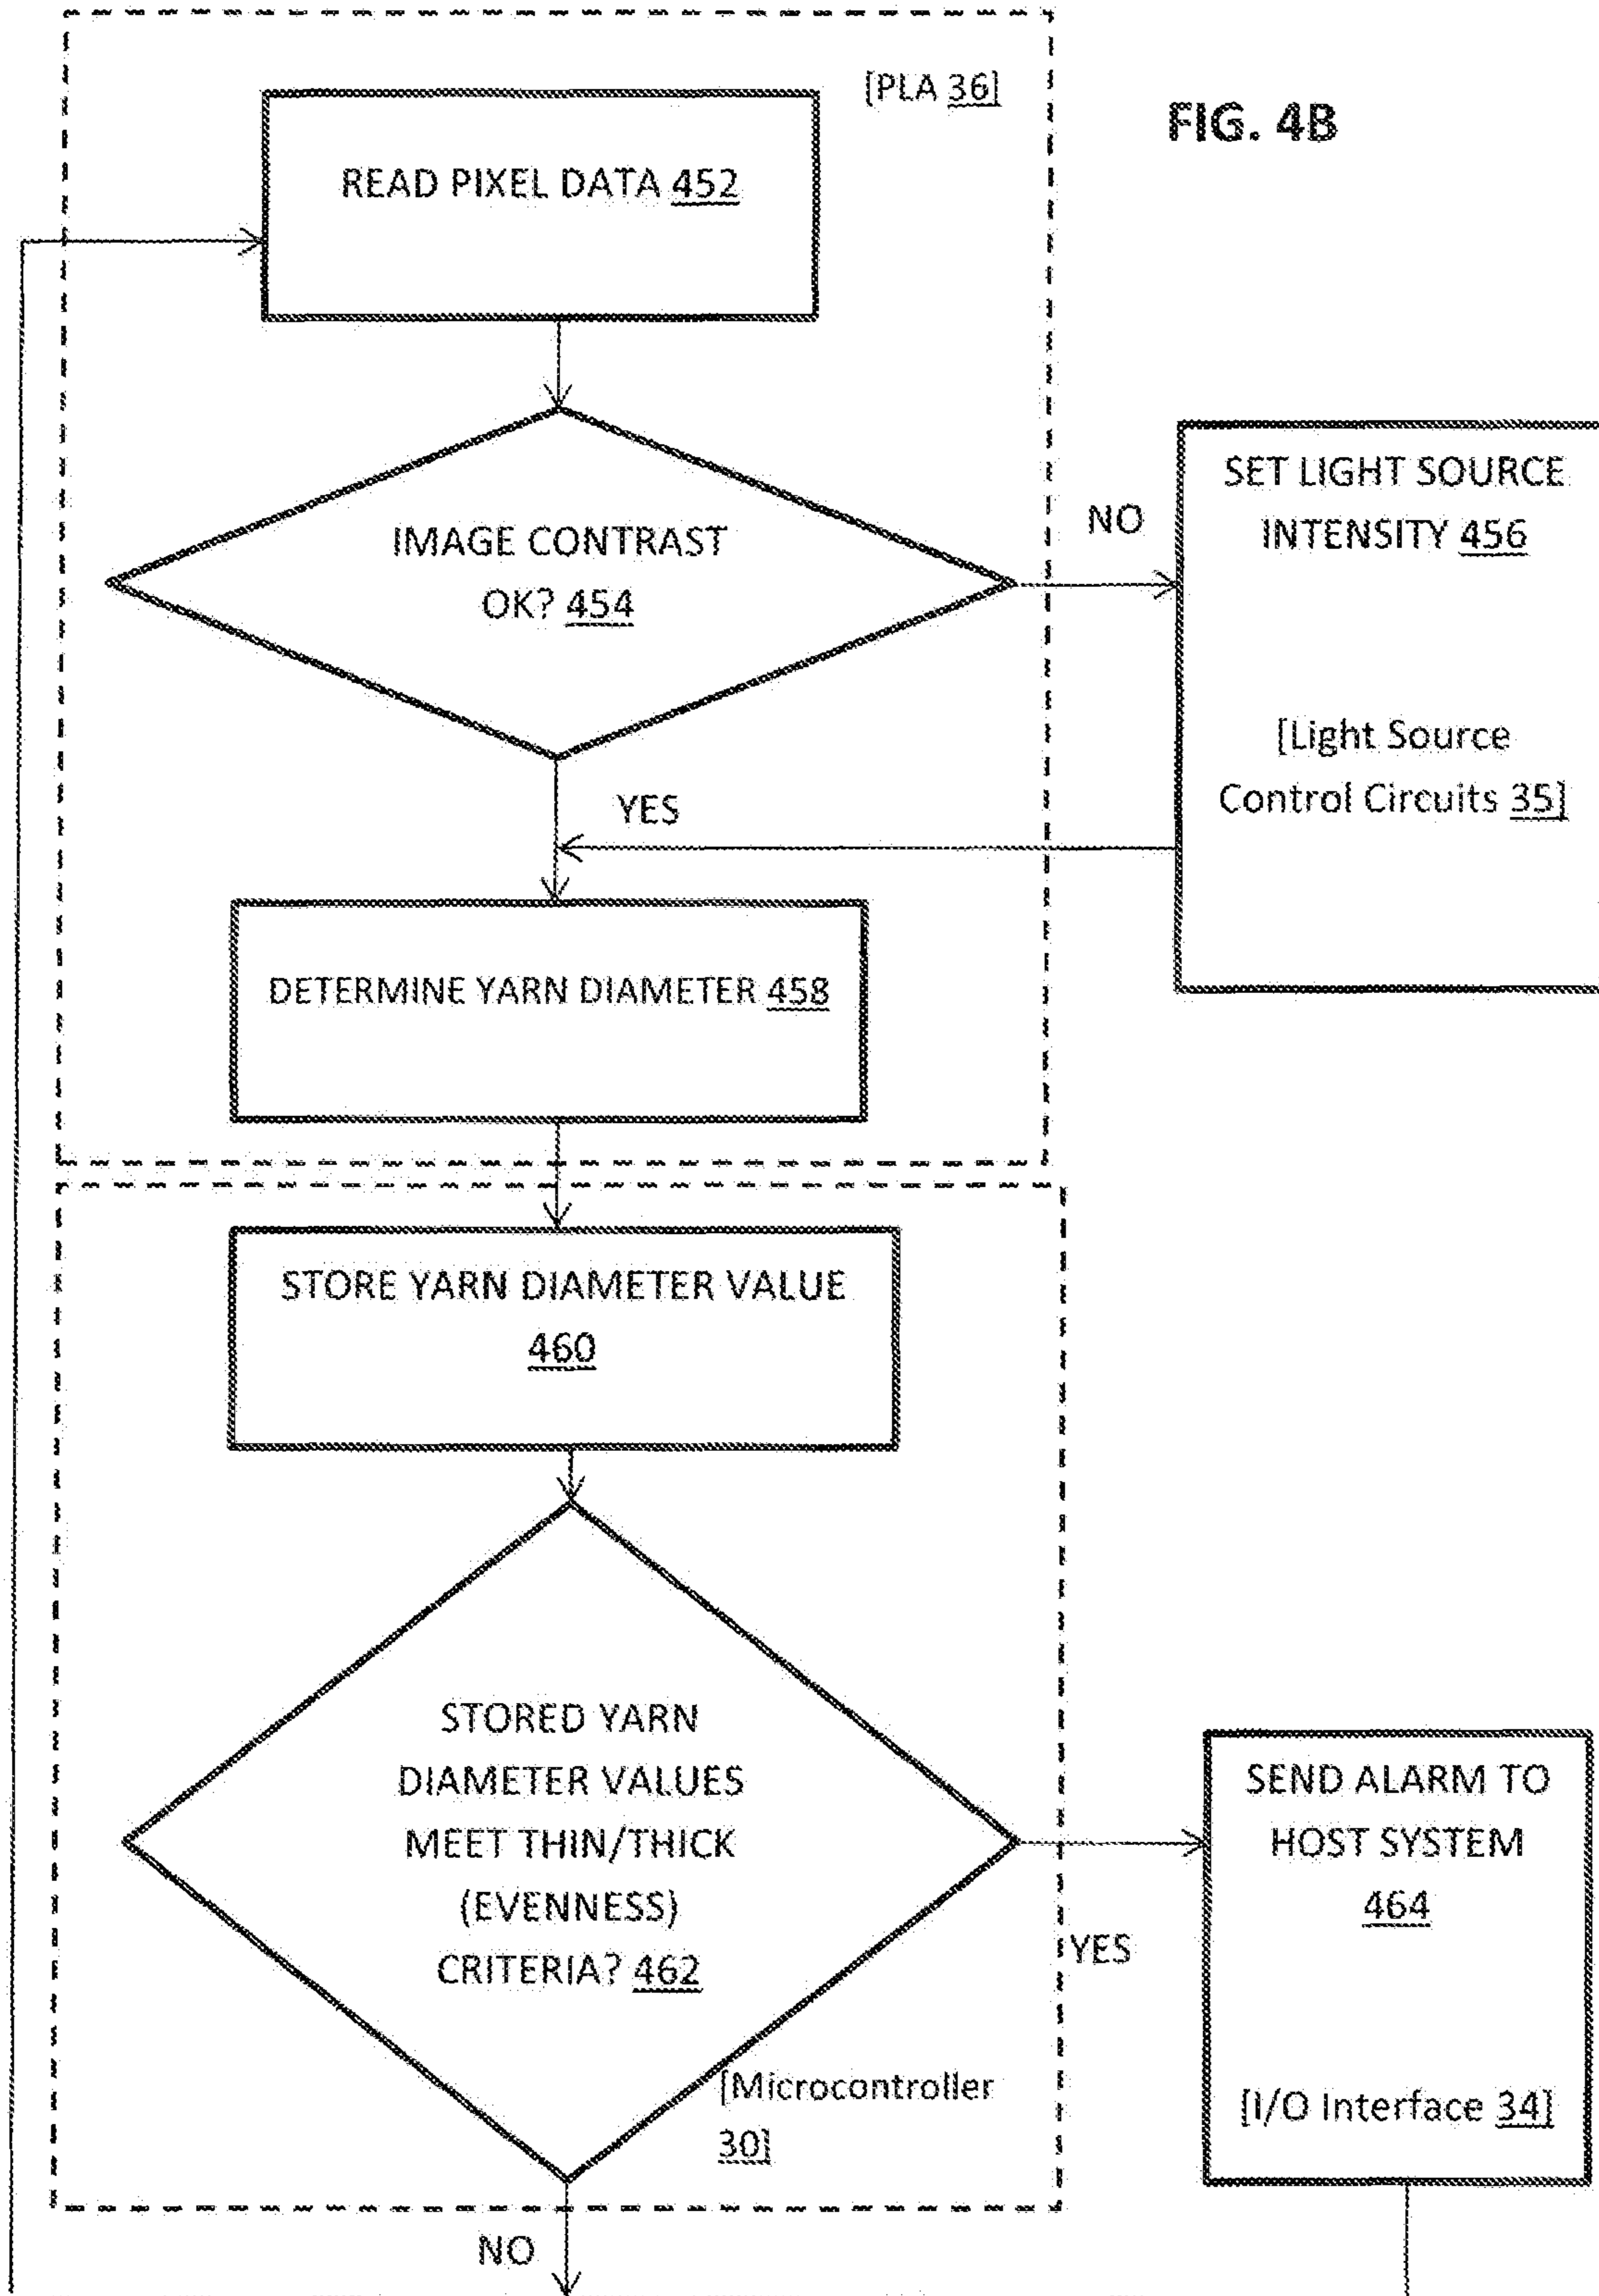 [PLA 36]
FIG. 4B
READ PIXEL DATA 452
IMAGE CONTRAST
OK? 454
NO
SET LIGHT SOURCE
INTENSITY 456
[Light Source
Control Circuits 35]
YES
DETERMINE YARN DIAMETER 458
STORE YARN DIAMETER VALUE
460
STORED YARN
DIAMETER VALUES
MEET THIN/THICK
(EVENNESS)
CRITERIA? 462
YES
SEND ALARM TO
HOST SYSTEM
464
[I/O Interface 34]
[Microcontroller
30]
NO